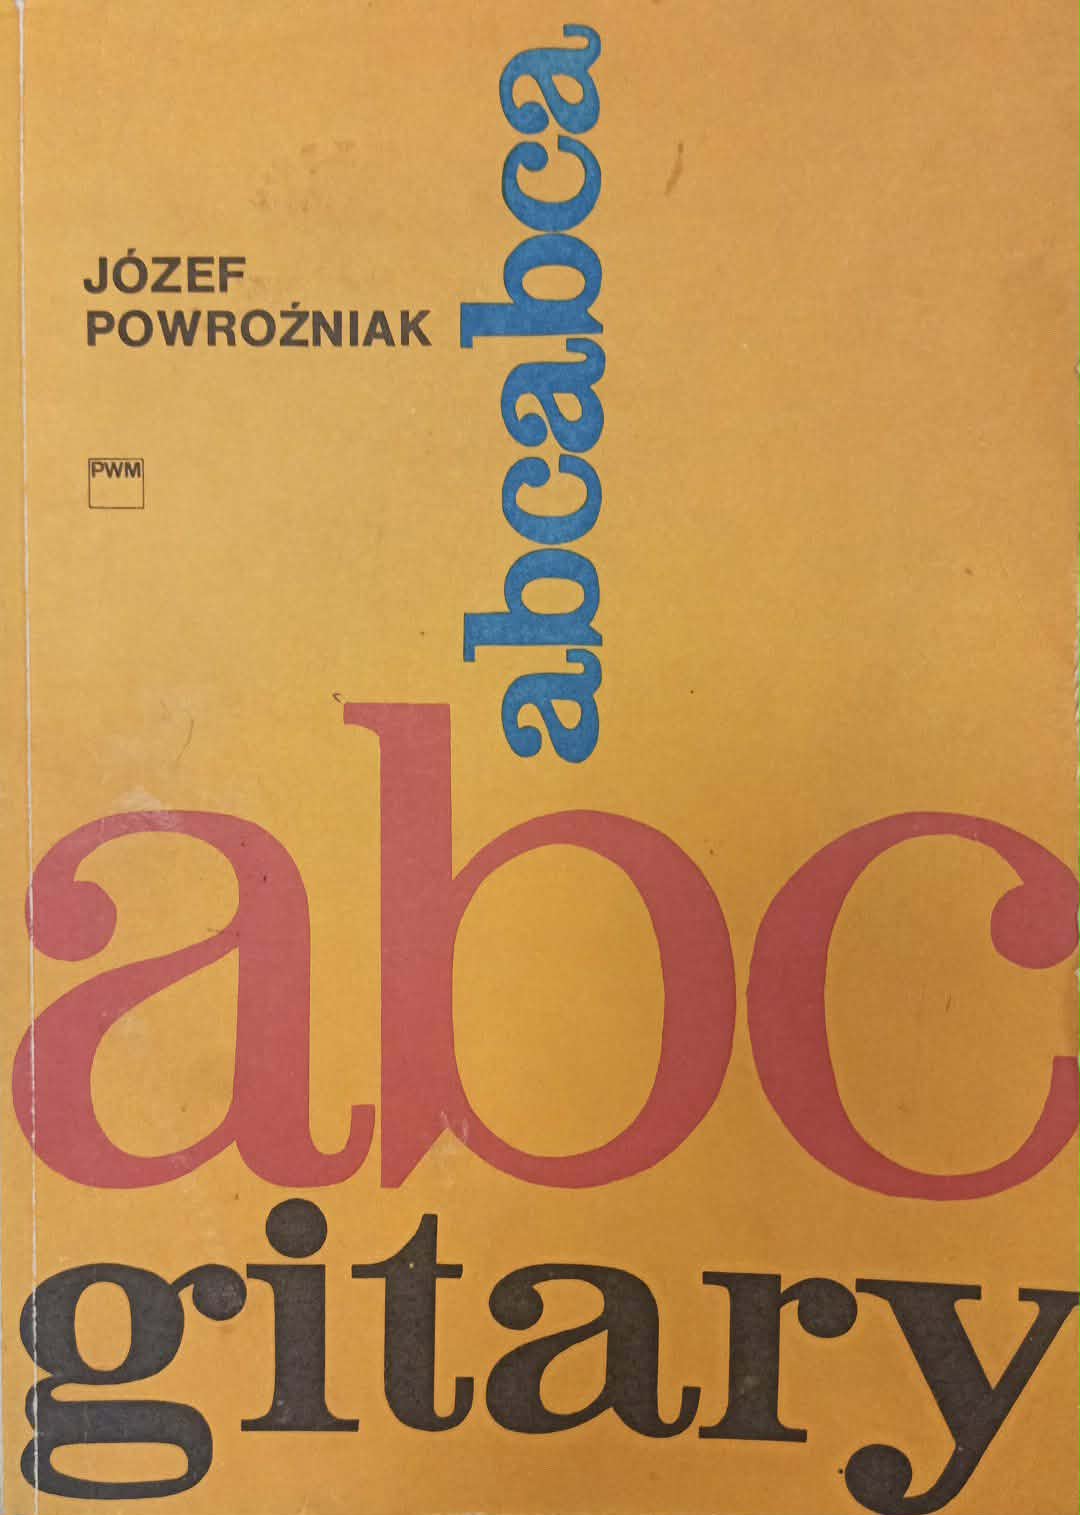 JÓZEF
POWROŹNIAK
PWM
abcabca
abc
gitary